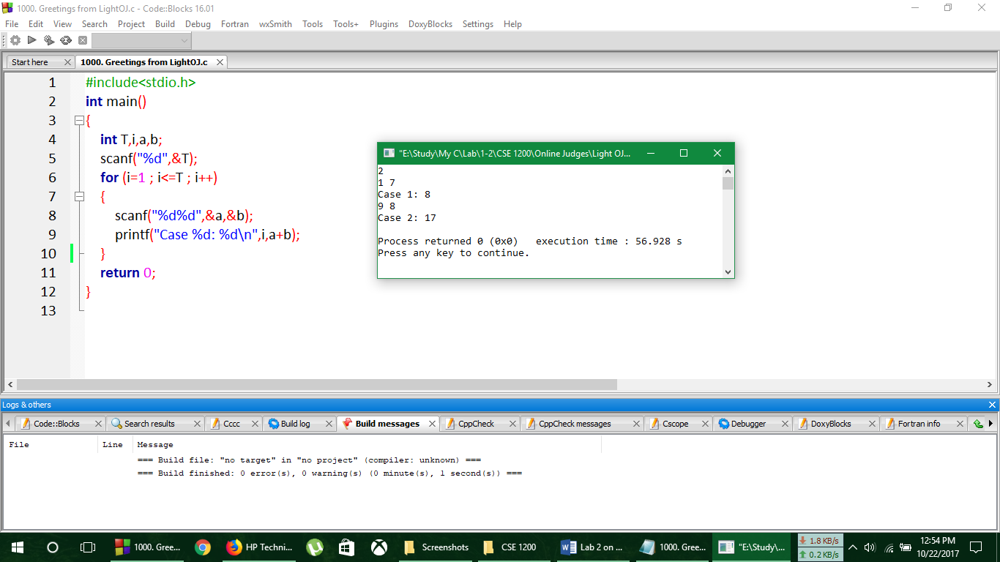 1000. Greetings from LightOJ.c - Code::Blocks 16.01
File Edit View Search Project Build Debug Fortran wxSmith Tools Tools+ Plugins DoxyBlocks Settings Help
Start here 1000. Greetings from LightOJ.c
1 #include<stdio.h>
2 int main()
3 {
4 int T,i,a,b;
5 scanf("%d",&T);
6 for (i=1 ; i<=T ; i++)
7 {
8 scanf("%d%d",&a,&b);
9 printf("Case %d: %d\n",i,a+b);
10 }
11 return 0;
12 }
13
"E:\Study\My C\Lab\1-2\CSE 1200\Online Judges\Light OJ...
2
1 7
Case 1: 8
9 8
Case 2: 17
Process returned 0 (0x0)   execution time : 56.928 s
Press any key to continue.
Logs & others
Code::Blocks Search results Cccc Build log Build messages CppCheck CppCheck messages Cscope Debugger DoxyBlocks Fortran info
File Line Message
=== Build file: "no target" in "no project" (compiler: unknown) ===
=== Build finished: 0 error(s), 0 warning(s) (0 minute(s), 1 second(s)) ===
1000. Gree... HP Techni... Screenshots CSE 1200 Lab 2 on ... 1000. Gree... "E:\Study\... 1.8 KB/s 12:54 PM
0.2 KB/s 10/22/2017